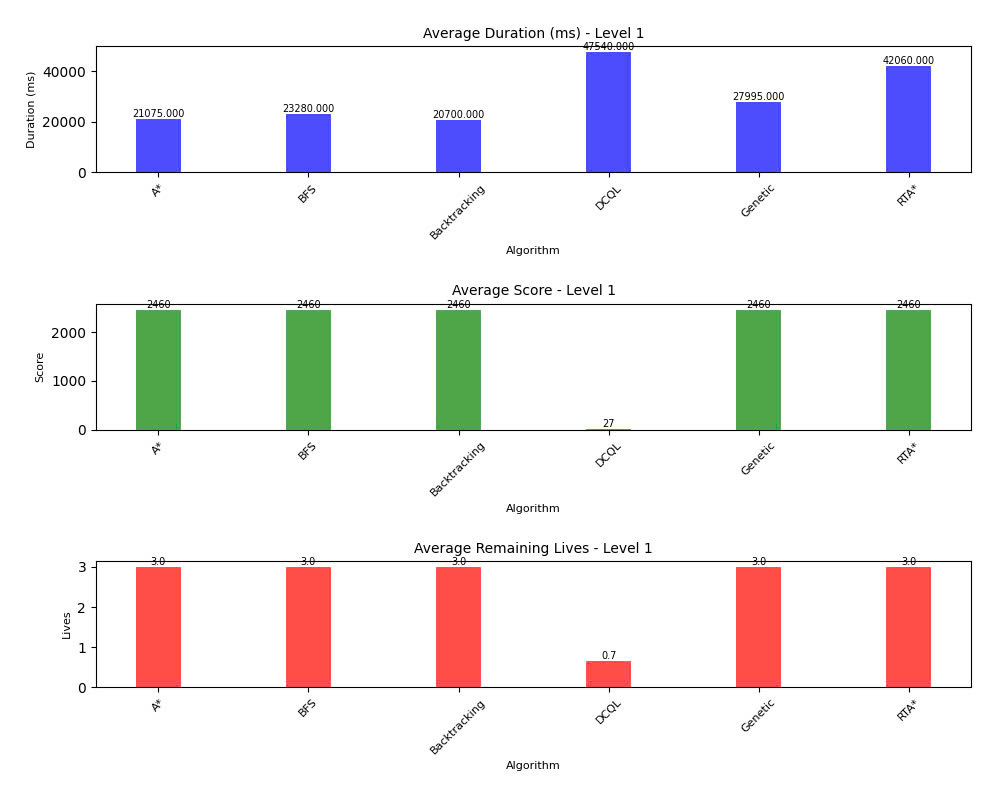 Average Duration (ms) - Level 1
Duration (ms)
40000
20000
0
21075.000
23280.000
20700.000
47540.000
27995.000
42060.000
A*
BFS
Backtracking
DCQL
Genetic
RTA*
Algorithm
Average Score - Level 1
Score
2000
1000
0
2460
2460
2460
27
2460
2460
A*
BFS
Backtracking
DCQL
Genetic
RTA*
Algorithm
Average Remaining Lives - Level 1
Lives
3
2
1
0
3.0
3.0
3.0
0.7
3.0
3.0
A*
BFS
Backtracking
DCQL
Genetic
RTA*
Algorithm